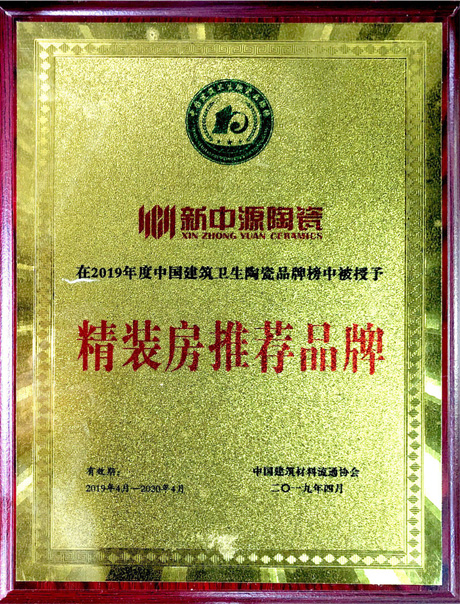 新中源陶瓷
XIN ZHONG YUAN CERAMICS
在2019年度中国建筑卫生陶瓷品牌榜中被授予
精装房推荐品牌
有效期：
2019年4月—2030年4月
中国建筑材料流通协会
二〇一九年四月